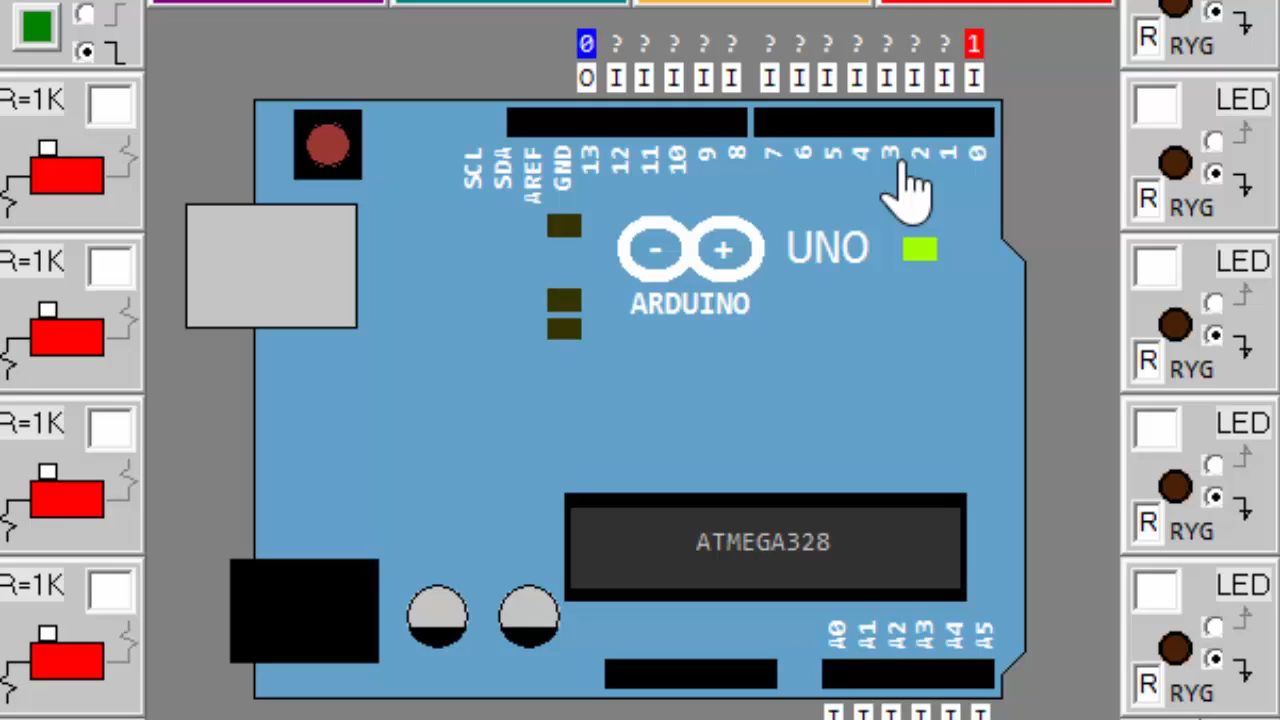 0 ? ? ? ? ? ? ? ? ? ? ? ? 1
O I I I I I I I I I I I I I
SCL SDA AREF GND 13 12 11 10 9 8 7 6 5 4 3 2 1 0
- + UNO
ARDUINO
ATMEGA328
A0 A1 A2 A3 A4 A5
I I I I I I
R=1K
R=1K
R=1K
R=1K
R RYG
LED
R RYG
LED
R RYG
LED
R RYG
LED
R RYG